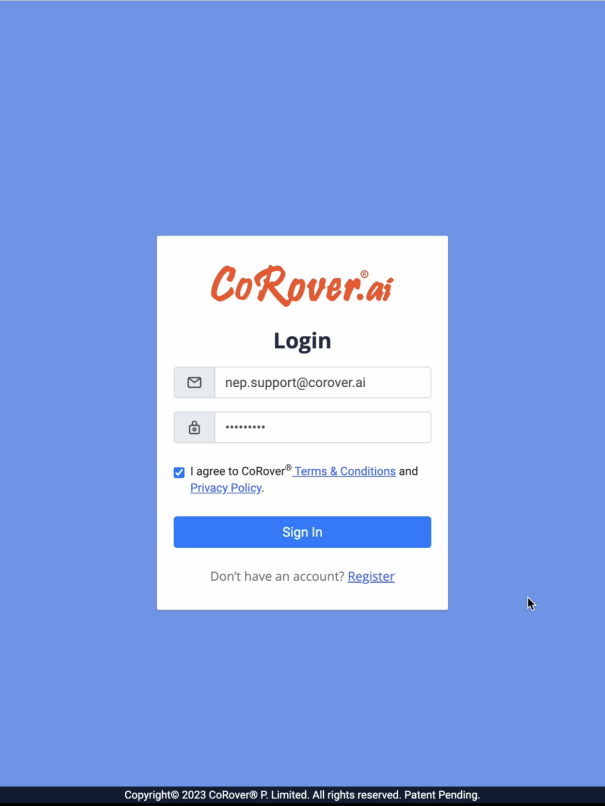 CoRover®.ai
Login
nep.support@corover.ai
•••••••••
I agree to CoRover® Terms & Conditions and
Privacy Policy.
Sign In
Don't have an account? Register
Copyright© 2023 CoRover® P. Limited. All rights reserved. Patent Pending.